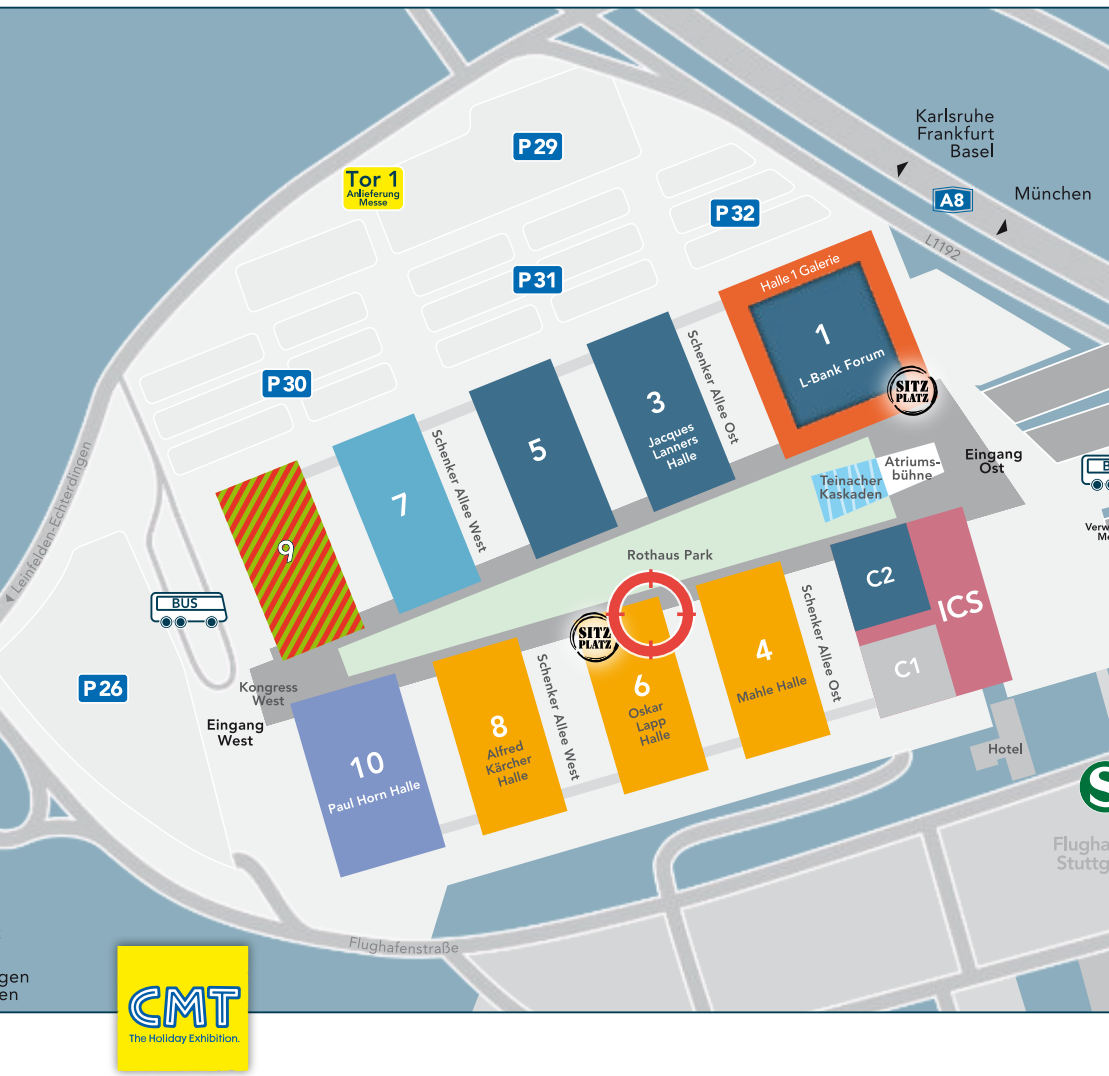 Karlsruhe
Frankfurt
Basel
P29
Tor 1
Anlieferung
Messe
A8
München
P32
L1192
Halle 1 Galerie
P31
1
L-Bank Forum
Schenker Allee Ost
P30
SITZ
PLATZ
3
Jacques
Lanners
Halle
5
Schenker Allee West
Leinfelden-Echterdingen
Eingang
Ost
Atriums-
bühne
Teinacher
Kaskaden
7
9
Rothaus Park
BUS
C2
ICS
SITZ
PLATZ
4
Mahle Halle
Schenker Allee Ost
C1
6
Oskar
Lapp
Halle
Schenker Allee West
P26
Kongress
West
Eingang
West
8
Alfred
Kärcher
Halle
10
Paul Horn Halle
Hotel
S
Flugha
Stuttg
Flughafenstraße
gen
en
CMT
The Holiday Exhibition.